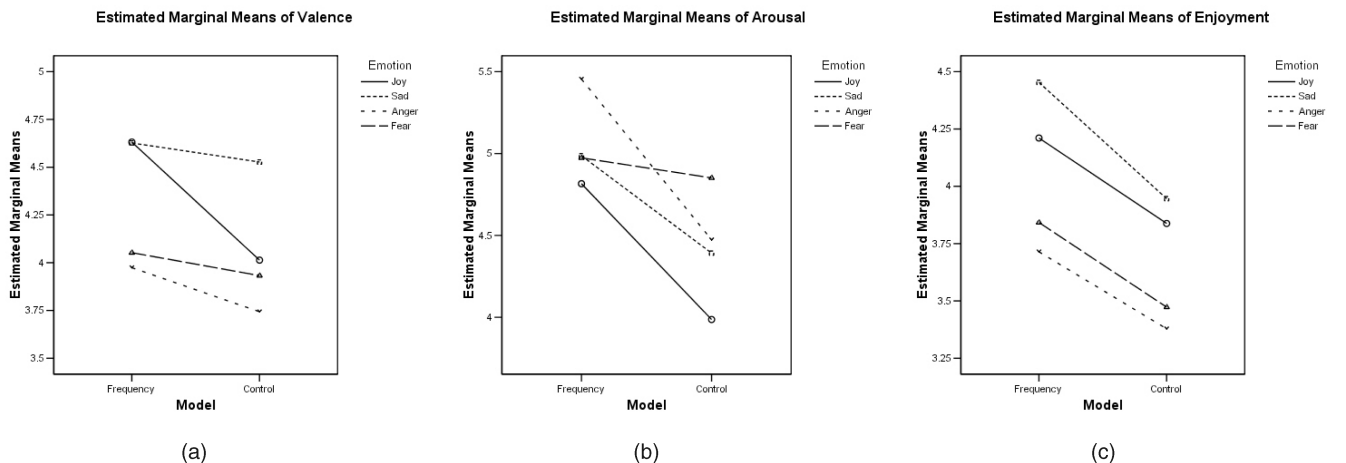 Estimated Marginal Means of Valence
Estimated Marginal Means
5
4.75
4.5
4.25
4
3.75
3.5
Frequency
Control
Model
Emotion
Joy
Sad
Anger
Fear
(a)
Estimated Marginal Means of Arousal
Estimated Marginal Means
5.5
5
4.5
4
Frequency
Control
Model
Emotion
Joy
Sad
Anger
Fear
(b)
Estimated Marginal Means of Enjoyment
Estimated Marginal Means
4.5
4.25
4
3.75
3.5
3.25
Frequency
Control
Model
Emotion
Joy
Sad
Anger
Fear
(c)